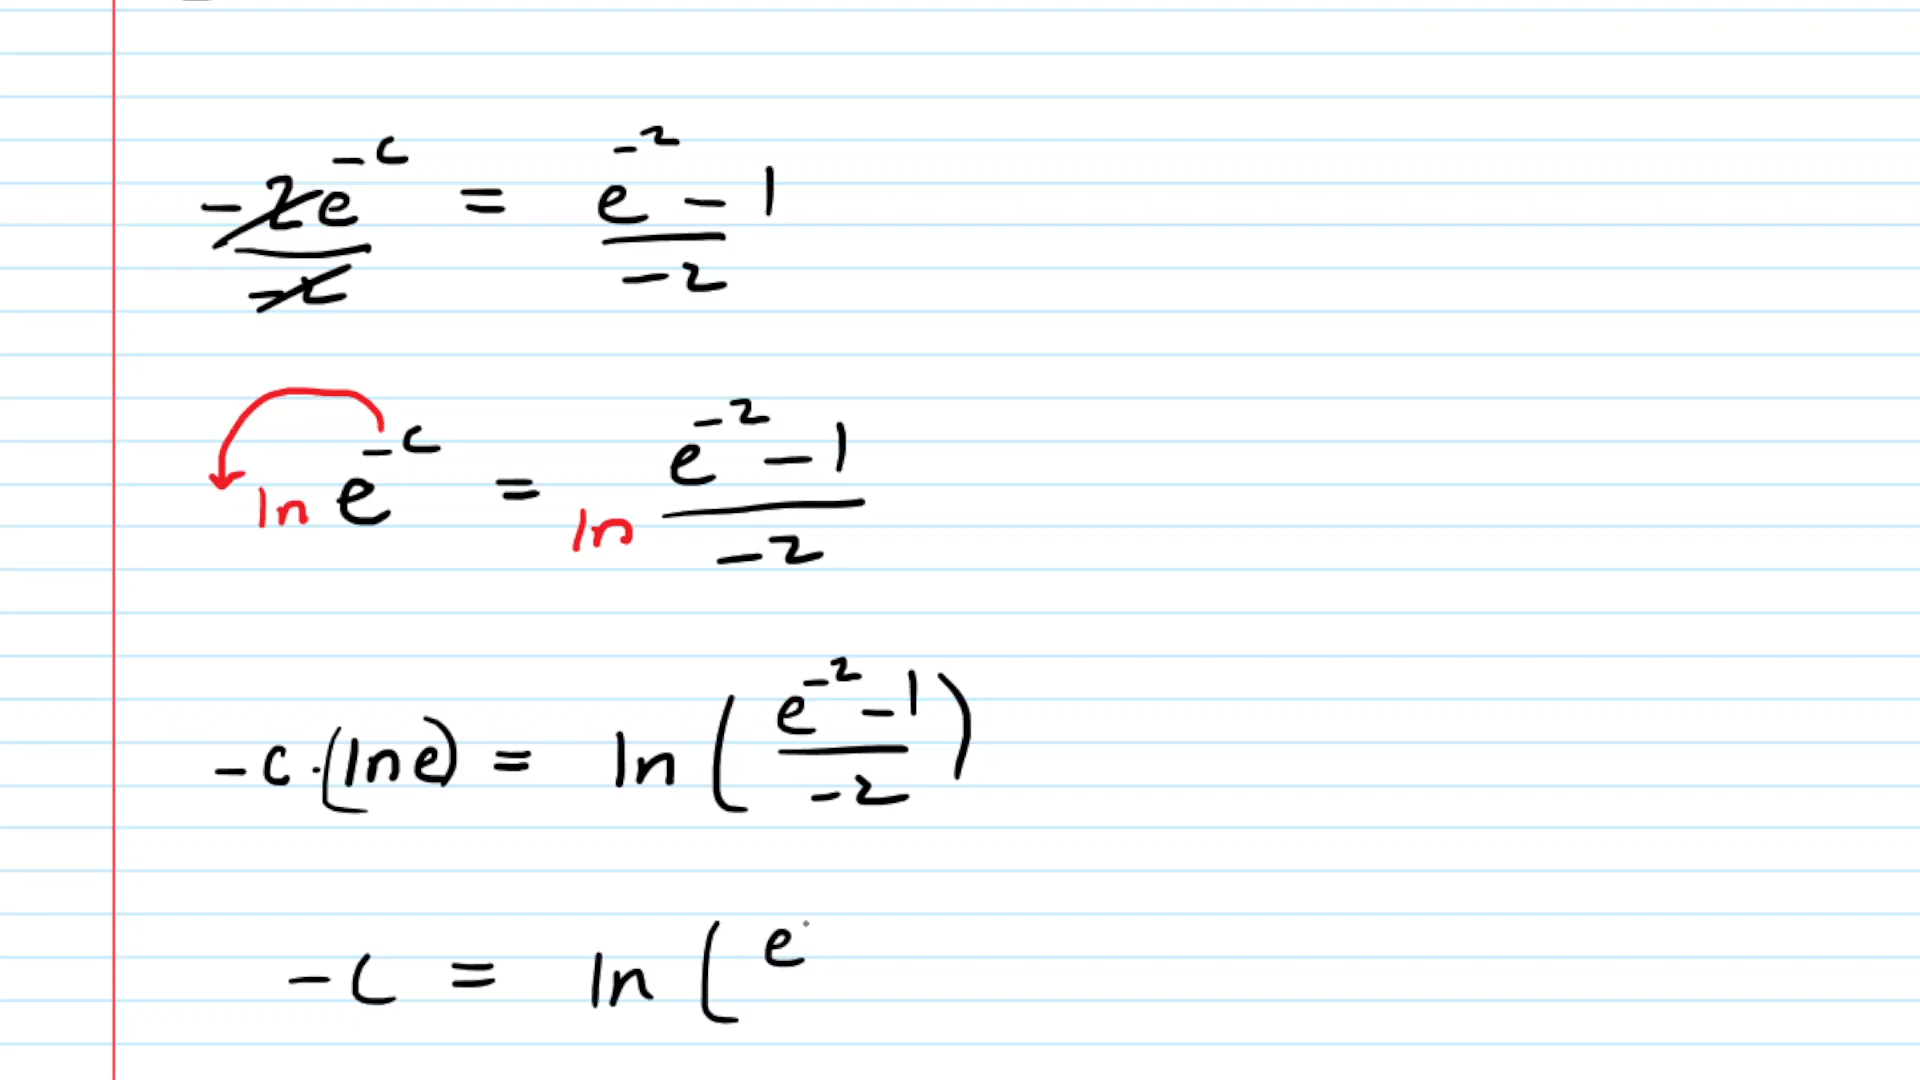 -2e^-c / -2 = e^-2 - 1 / -2
ln e^-c = ln e^-2 - 1 / -2
-c·(ln e) = ln ( e^-2 - 1 / -2 )
-c = ln ( e